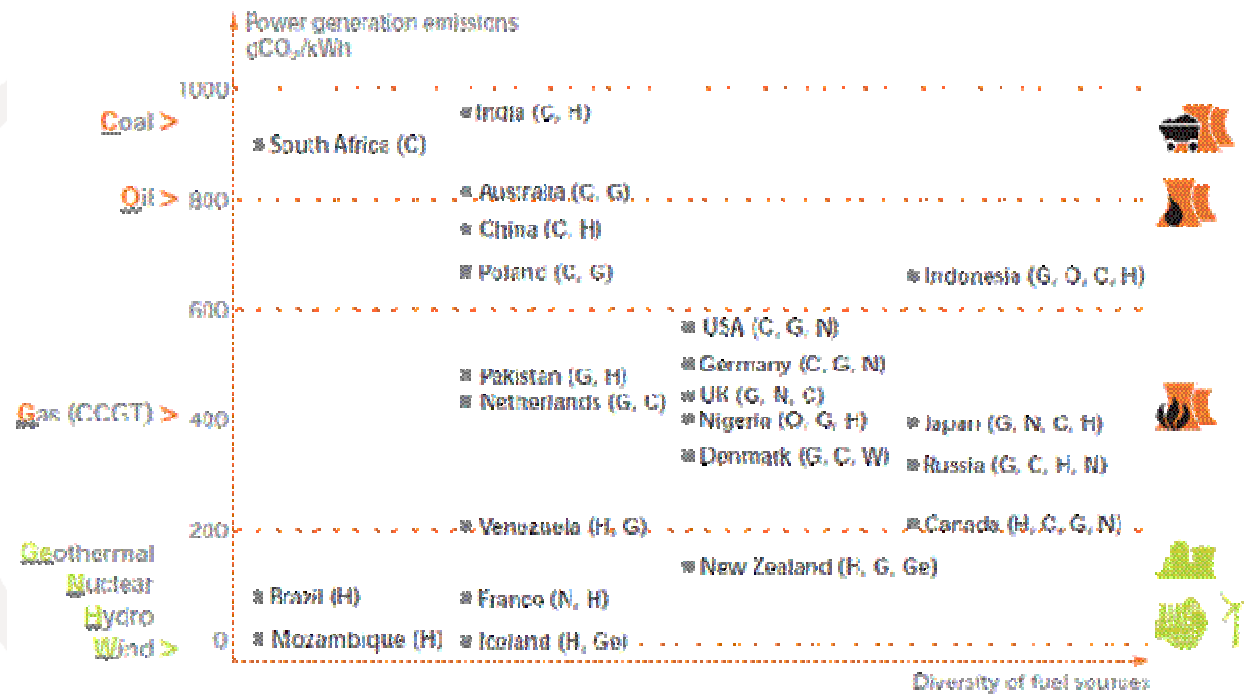 Power generation emissions
gCO₂/kWh
1000
India (C, H)
Coal >
South Africa (C)
Oil > 800
Australia (C, G)
China (C, H)
Poland (C, G)
Indonesia (G, O, C, H)
600
USA (C, G, N)
Germany (C, G, N)
Pakistan (G, H)
UK (G, N, C)
Netherlands (G, C)
Gas (CCGT) > 400
Nigeria (O, G, H)
Japan (G, N, C, H)
Denmark (G, C, W)
Russia (G, C, H, N)
200
Venezuela (H, G)
Canada (H, C, G, N)
Geothermal
New Zealand (H, G, Ge)
Nuclear
Brazil (H)
France (N, H)
Hydro
Wind > 0
Mozambique (H)
Iceland (H, Ge)
Diversity of fuel sources